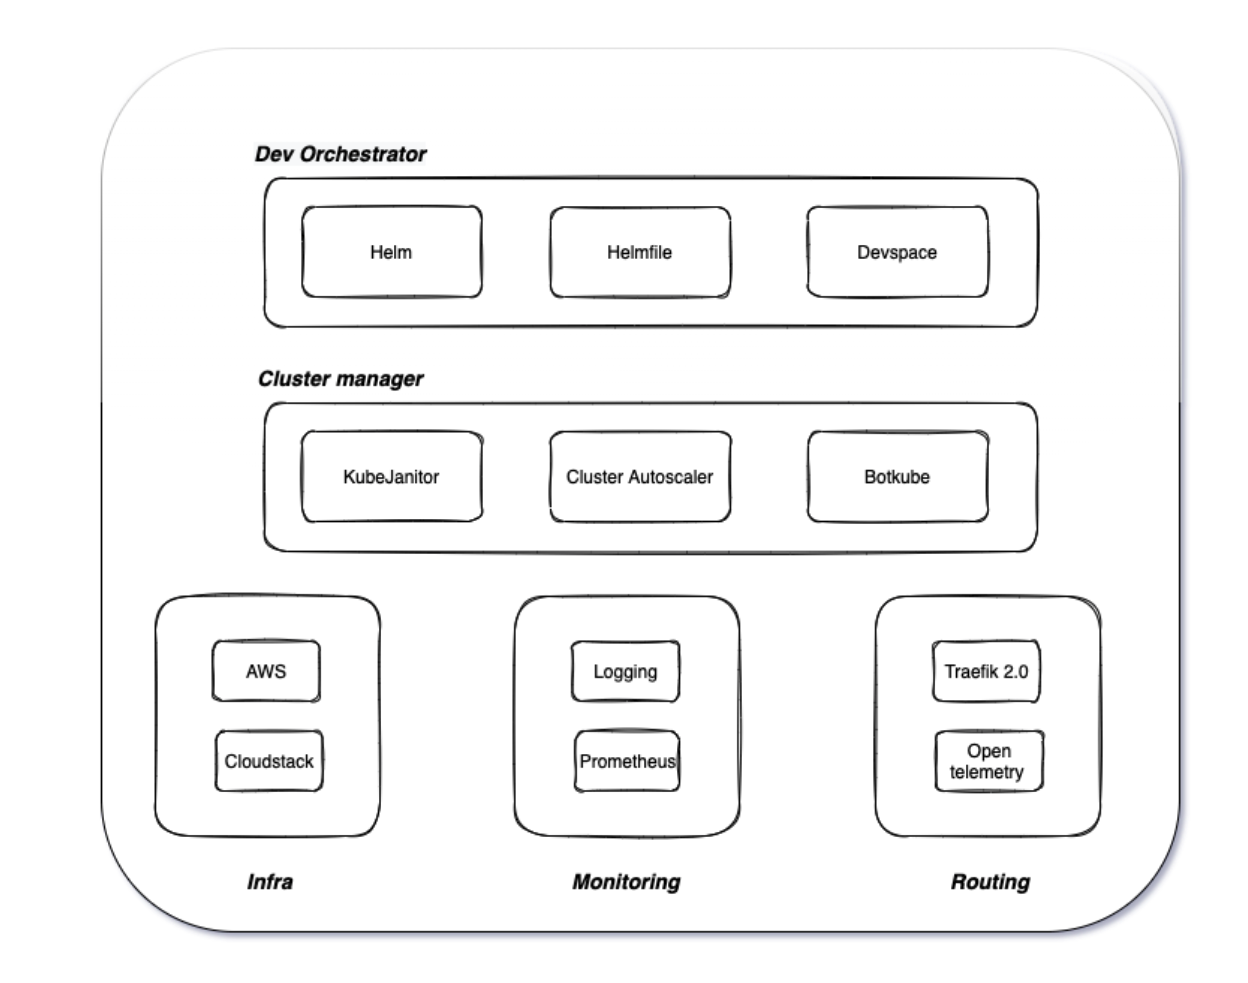 Dev Orchestrator
Helm
Helmfile
Devspace
Cluster manager
KubeJanitor
Cluster Autoscaler
Botkube
AWS
Cloudstack
Infra
Logging
Prometheus
Monitoring
Traefik 2.0
Open
telemetry
Routing